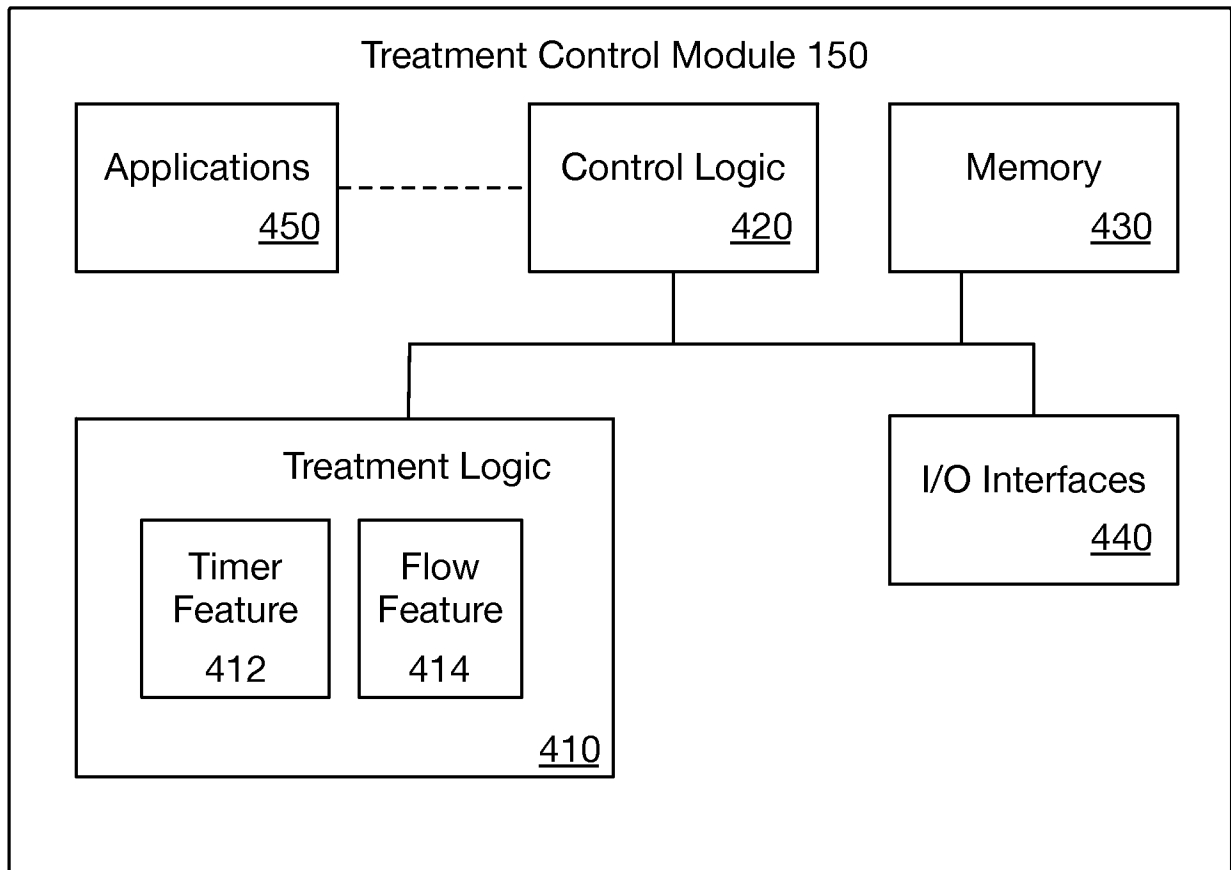 Treatment Control Module 150
Applications
450
Control Logic
420
Memory
430
Treatment Logic
Timer
Feature
412
Flow
Feature
414
410
I/O Interfaces
440